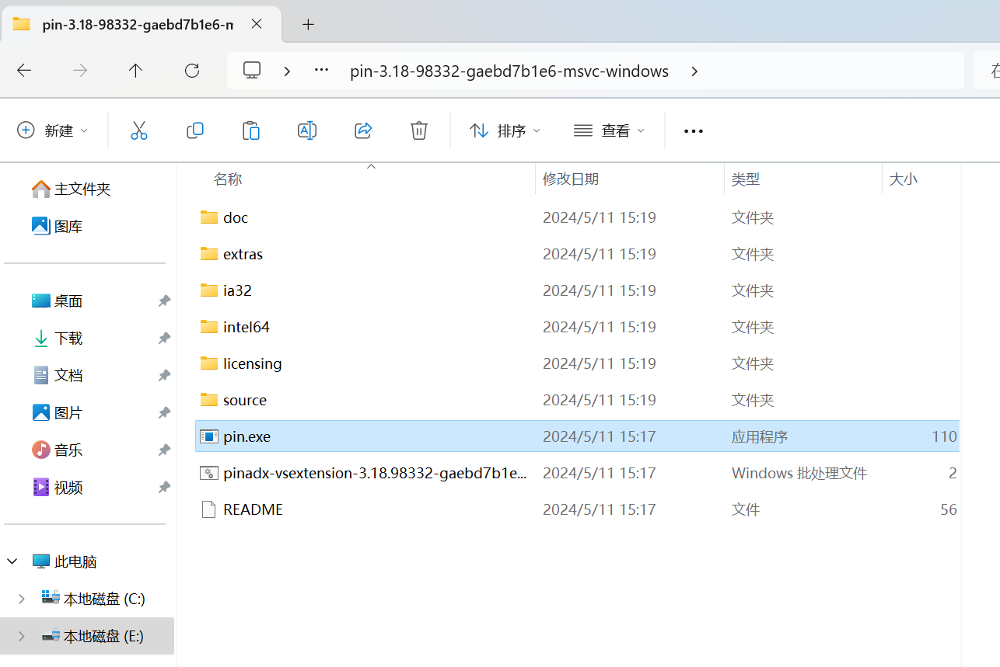 pin-3.18-98332-gaebd7b1e6-n
pin-3.18-98332-gaebd7b1e6-msvc-windows
在
新建
排序
查看
名称 修改日期 类型 大小
主文件夹
图库
桌面
下载
文档
图片
音乐
视频
此电脑
本地磁盘 (C:)
本地磁盘 (E:)
doc 2024/5/11 15:19 文件夹
extras 2024/5/11 15:19 文件夹
ia32 2024/5/11 15:19 文件夹
intel64 2024/5/11 15:19 文件夹
licensing 2024/5/11 15:19 文件夹
source 2024/5/11 15:19 文件夹
pin.exe 2024/5/11 15:17 应用程序 110
pinadx-vsextension-3.18.98332-gaebd7b1e... 2024/5/11 15:17 Windows 批处理文件 2
README 2024/5/11 15:17 文件 56